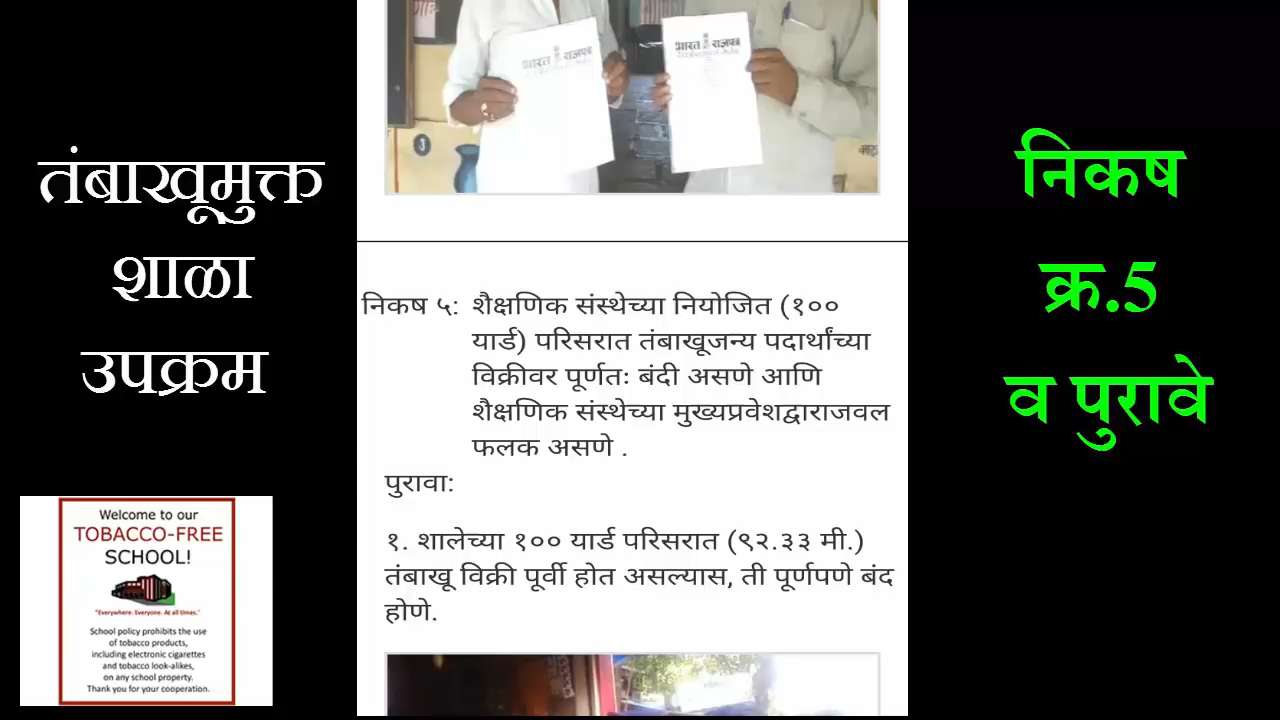 तंबाखूमुक्त
शाळा
उपक्रम
Welcome to our
TOBACCO-FREE
SCHOOL!
"Everywhere. Everyone. At all times."
School policy prohibits the use
of tobacco products,
including electronic cigarettes
and tobacco look-alikes,
on any school property.
Thank you for your cooperation.
भारत राजपत्र
भारत राजपत्र
3
निकष ५: शैक्षणिक संस्थेच्या नियोजित (१००
यार्ड) परिसरात तंबाखूजन्य पदार्थांच्या
विक्रीवर पूर्णतः बंदी असणे आणि
शैक्षणिक संस्थेच्या मुख्यप्रवेशद्वाराजवल
फलक असणे .
पुरावा:
१. शालेच्या १०० यार्ड परिसरात (९२.३३ मी.)
तंबाखू विक्री पूर्वी होत असल्यास, ती पूर्णपणे बंद
होणे.
निकष
क्र.5
व पुरावे